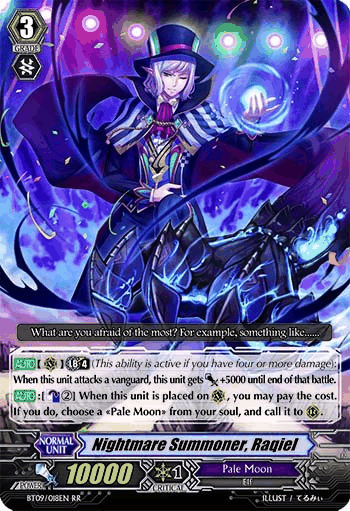 3
GRADE
What are you afraid of the most? For example, something like......
AUTO [V] LB4 (This ability is active if you have four or more damage):
When this unit attacks a vanguard, this unit gets +5000 until end of that battle.
AUTO :[②] When this unit is placed on V, you may pay the cost.
If you do, choose a «Pale Moon» from your soul, and call it to R.
NORMAL UNIT
Nightmare Summoner, Raqiel
POWER 10000
1 CRITICAL
Pale Moon
Elf
BT09/018EN RR
ILLUST / てるみぃ